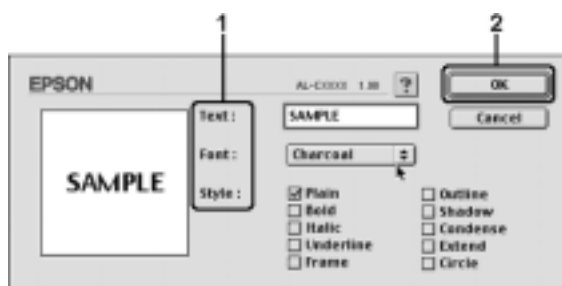 1 2
EPSON AL-CXXXX 1.00 ? OK
Text: SAMPLE Cancel
Font: Charcoal
SAMPLE
Style: Plain Outline
Bold Shadow
Italic Condense
Underline Extend
Frame Circle